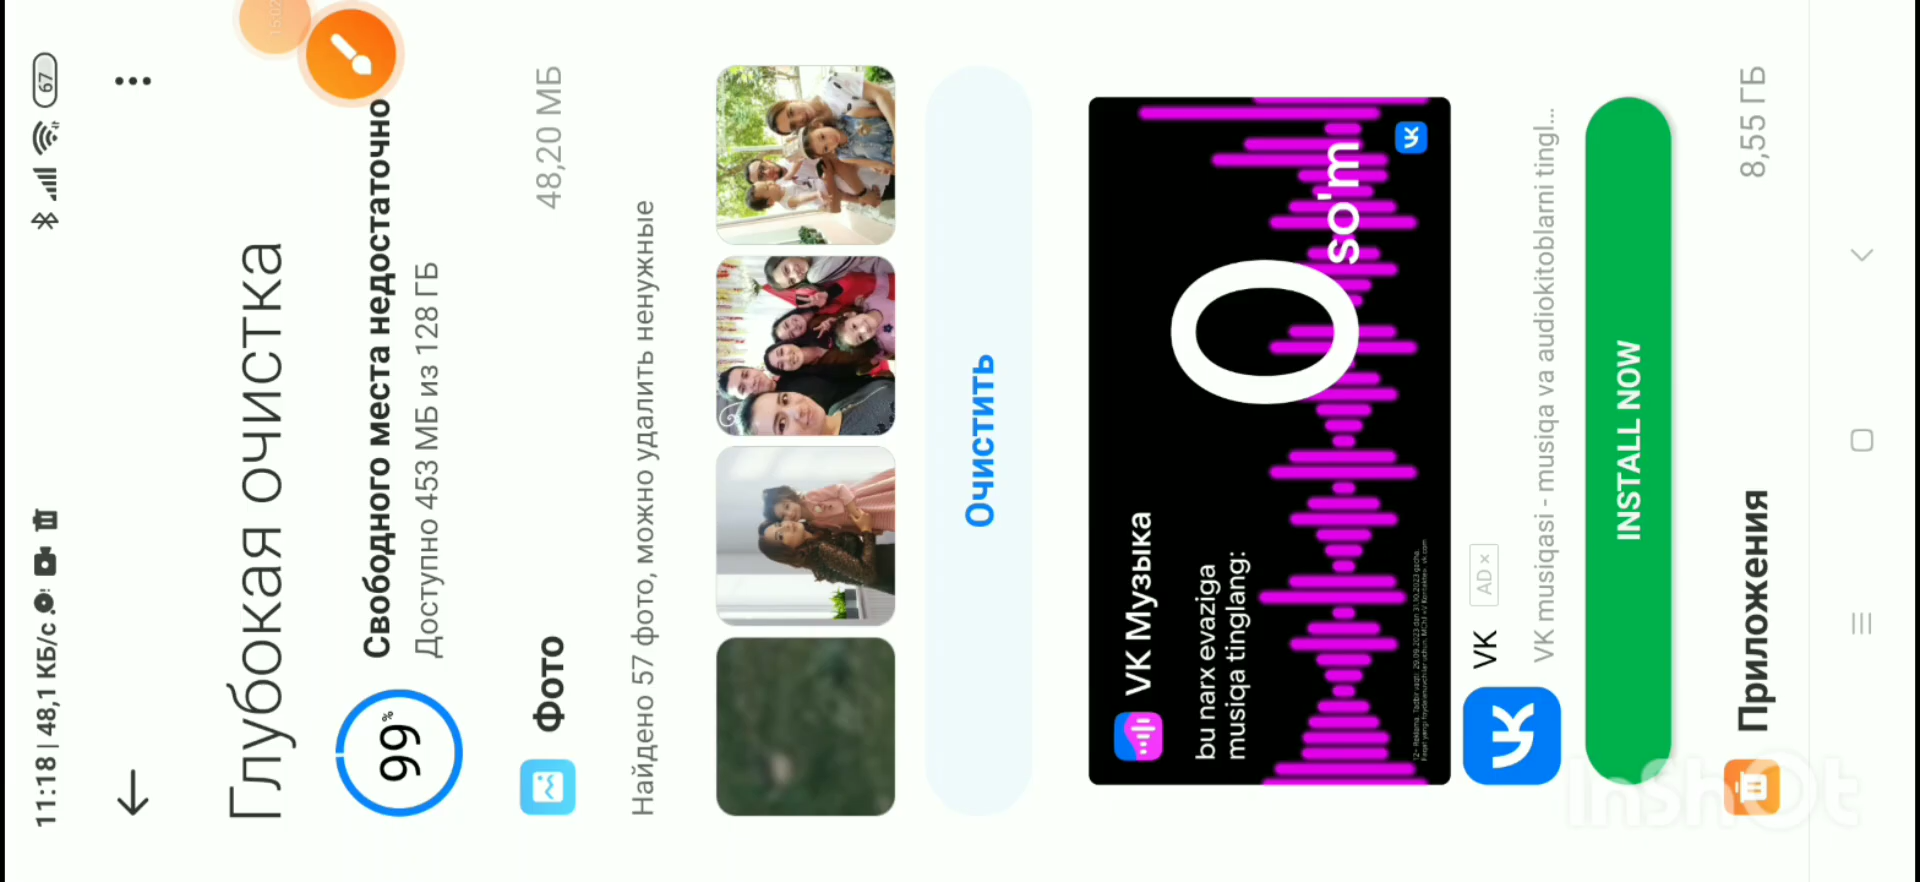 11:18 | 48,1 КБ/с
67
15:02
Глубокая очистка
99%
Свободного места недостаточно
Доступно 453 МБ из 128 ГБ
Фото
48,20 МБ
Найдено 57 фото, можно удалить ненужные
Очистить
VK Музыка
bu narx evaziga
musiqa tinglang:
0 so'm
VK
AD ×
VK musiqasi - musiqa va audiokitoblarni tingl...
INSTALL NOW
Приложения
8,55 ГБ
InShOt